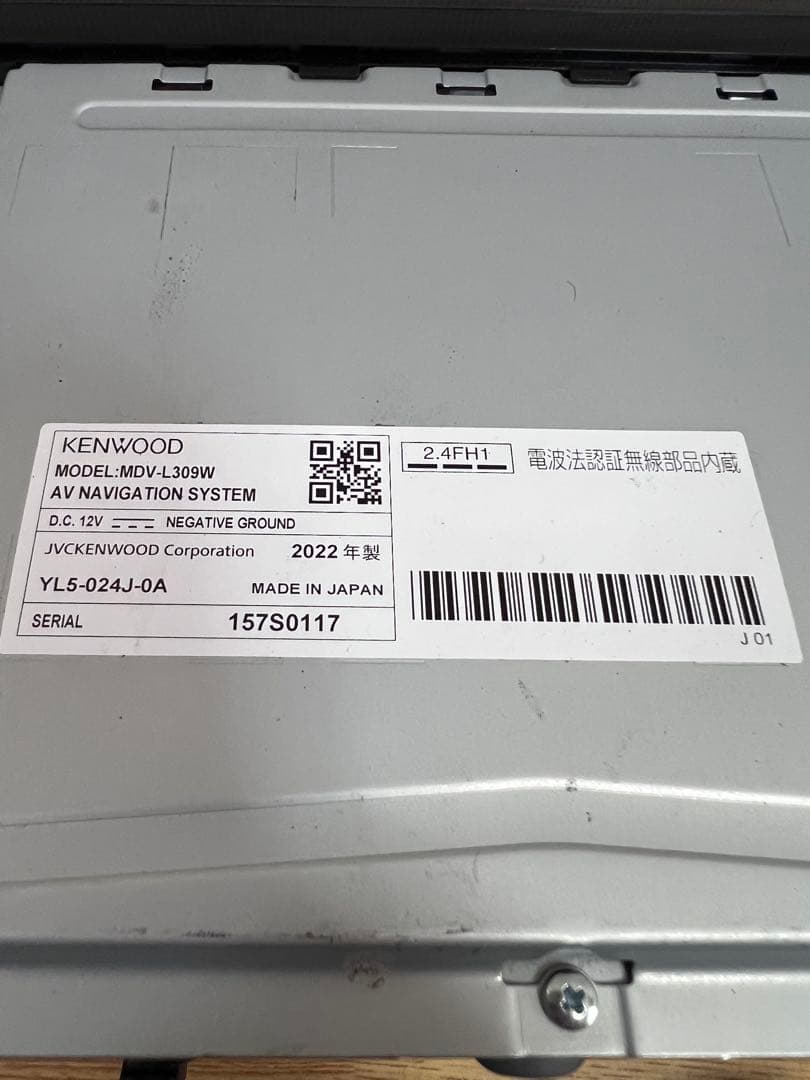 KENWOOD
MODEL:MDV-L309W
AV NAVIGATION SYSTEM
D.C. 12V NEGATIVE GROUND
JVCKENWOOD Corporation 2022 年製
YL5-024J-0A MADE IN JAPAN
SERIAL 157S0117
2.4FH1 電波法認証無線部品内蔵
J 01